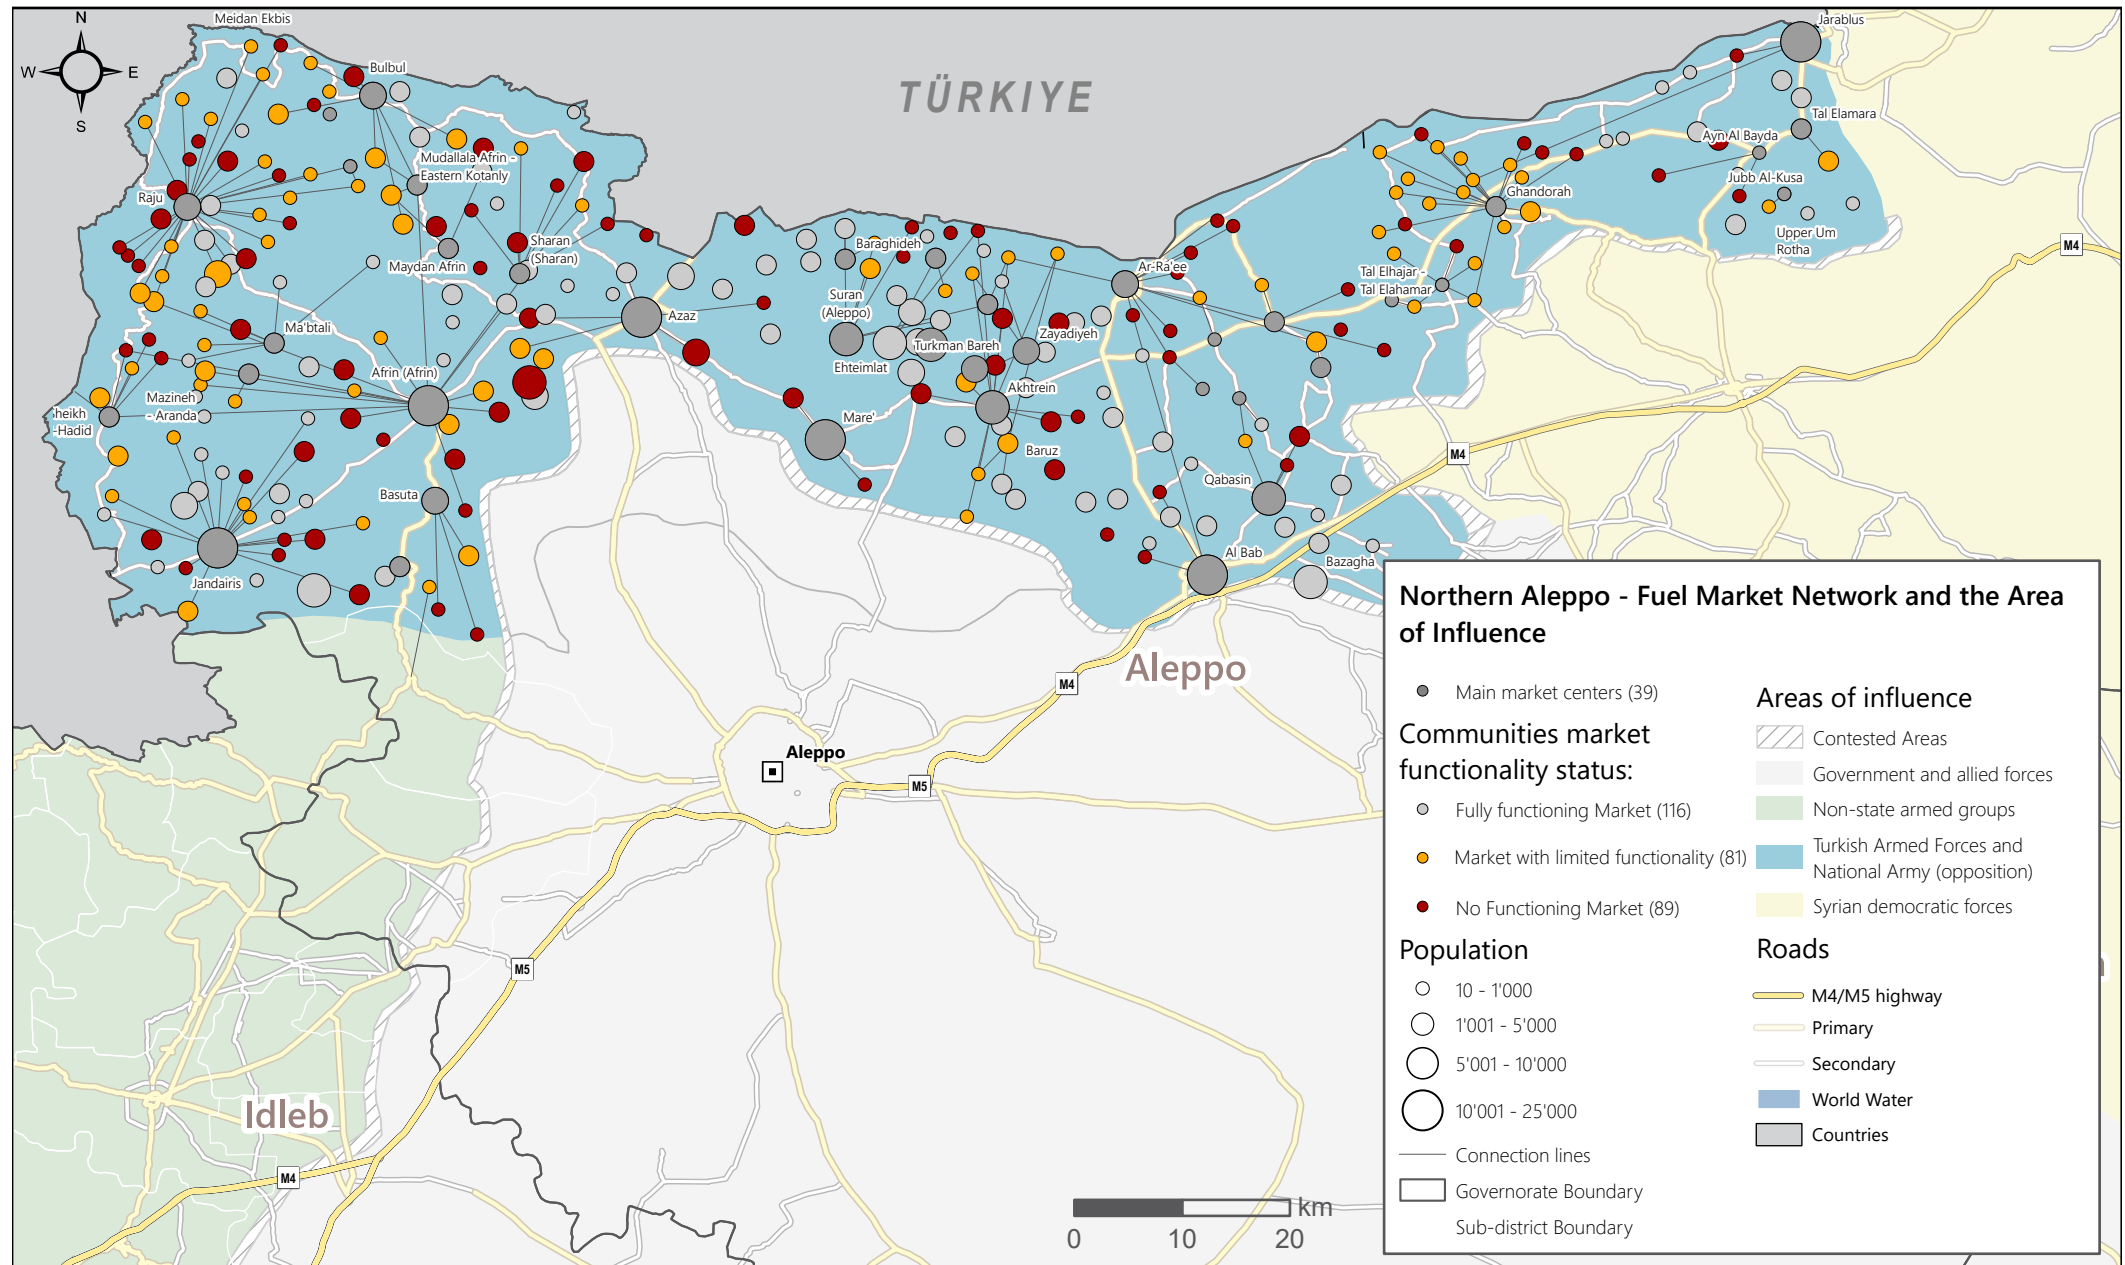 N
W
E
S
Meidan Ekbis
Bulbul
TÜRKIYE
Jarablus
Tal Elamara
Ayn Al Bayda
Mudallala Afrin -
Eastern Kotanly
Jubb Al-Kusa
Raju
Ghandorah
Upper Um
Rotha
Sharan
(Sharan)
Baraghideh
Maydan Afrin
Ar-Ra'ee
Tal Elhajar -
Tal Elahamar
M4
Suran
(Aleppo)
Azaz
Ma'btali
Zayadiyeh
Turkman Bareh
Ehteimlat
Afrin (Afrin)
Akhtrein
Mazineh
- Aranda
heikh
-Hadid
Mare'
Baruz
M4
Qabasin
Basuta
Al Bab
Bazagha
Jandairis
Aleppo
M4
Aleppo
M5
M5
Idleb
M4
km
0
10
20
Northern Aleppo - Fuel Market Network and the Area
of Influence
Main market centers (39)
Communities market
functionality status:
Fully functioning Market (116)
Market with limited functionality (81)
No Functioning Market (89)
Population
10 - 1'000
1'001 - 5'000
5'001 - 10'000
10'001 - 25'000
Connection lines
Governorate Boundary
Sub-district Boundary
Areas of influence
Contested Areas
Government and allied forces
Non-state armed groups
Turkish Armed Forces and
National Army (opposition)
Syrian democratic forces
Roads
M4/M5 highway
Primary
Secondary
World Water
Countries